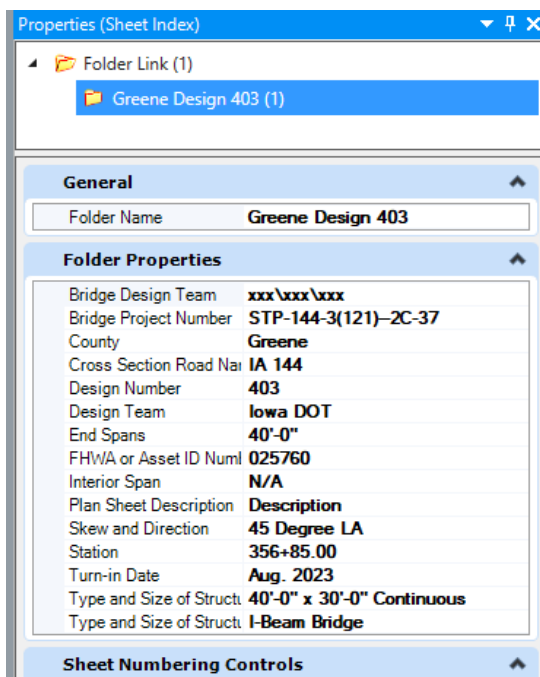 Properties (Sheet Index)
Folder Link (1)
Greene Design 403 (1)
General
Folder Name Greene Design 403
Folder Properties
Bridge Design Team xxx\xxx\xxx
Bridge Project Number STP-144-3(121)--2C-37
County Greene
Cross Section Road Nar IA 144
Design Number 403
Design Team Iowa DOT
End Spans 40'-0"
FHWA or Asset ID Numl 025760
Interior Span N/A
Plan Sheet Description Description
Skew and Direction 45 Degree LA
Station 356+85.00
Turn-in Date Aug. 2023
Type and Size of Structu 40'-0" x 30'-0" Continuous
Type and Size of Structu I-Beam Bridge
Sheet Numbering Controls